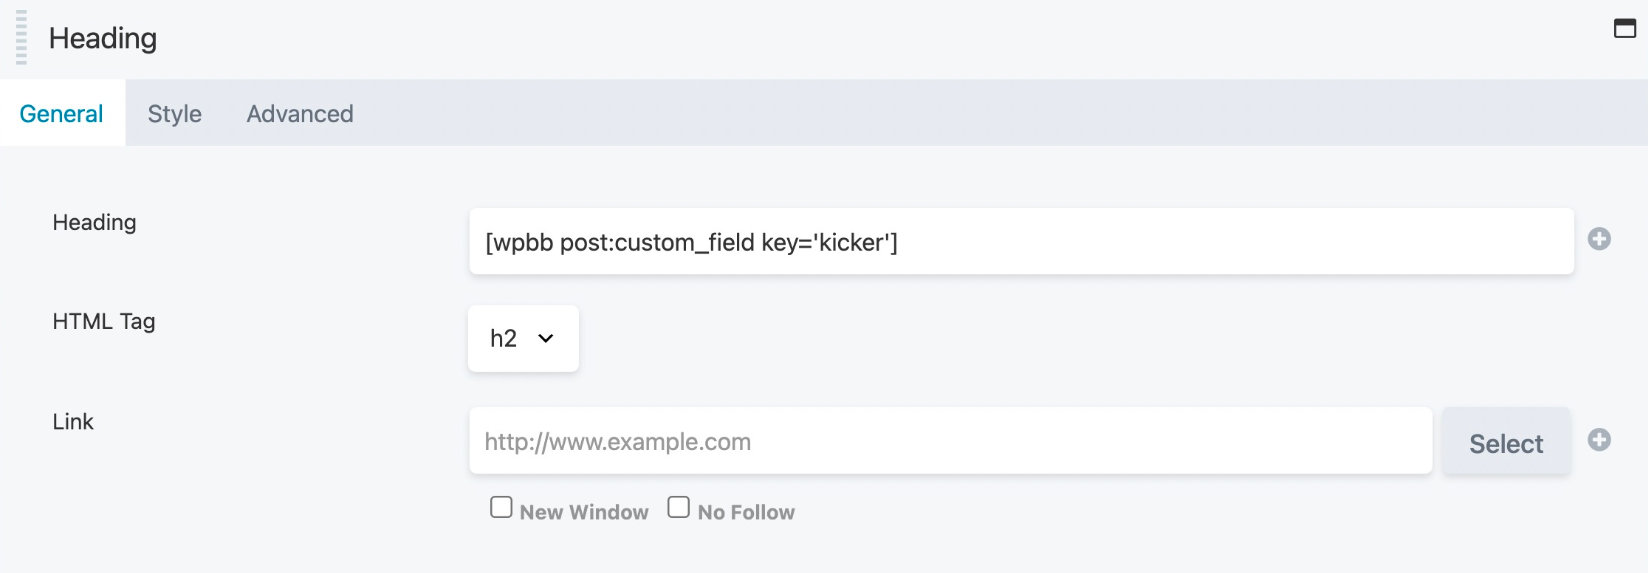 Heading
General Style Advanced
Heading
[wpbb post:custom_field key='kicker']
HTML Tag
h2
Link
http://www.example.com
Select
New Window No Follow